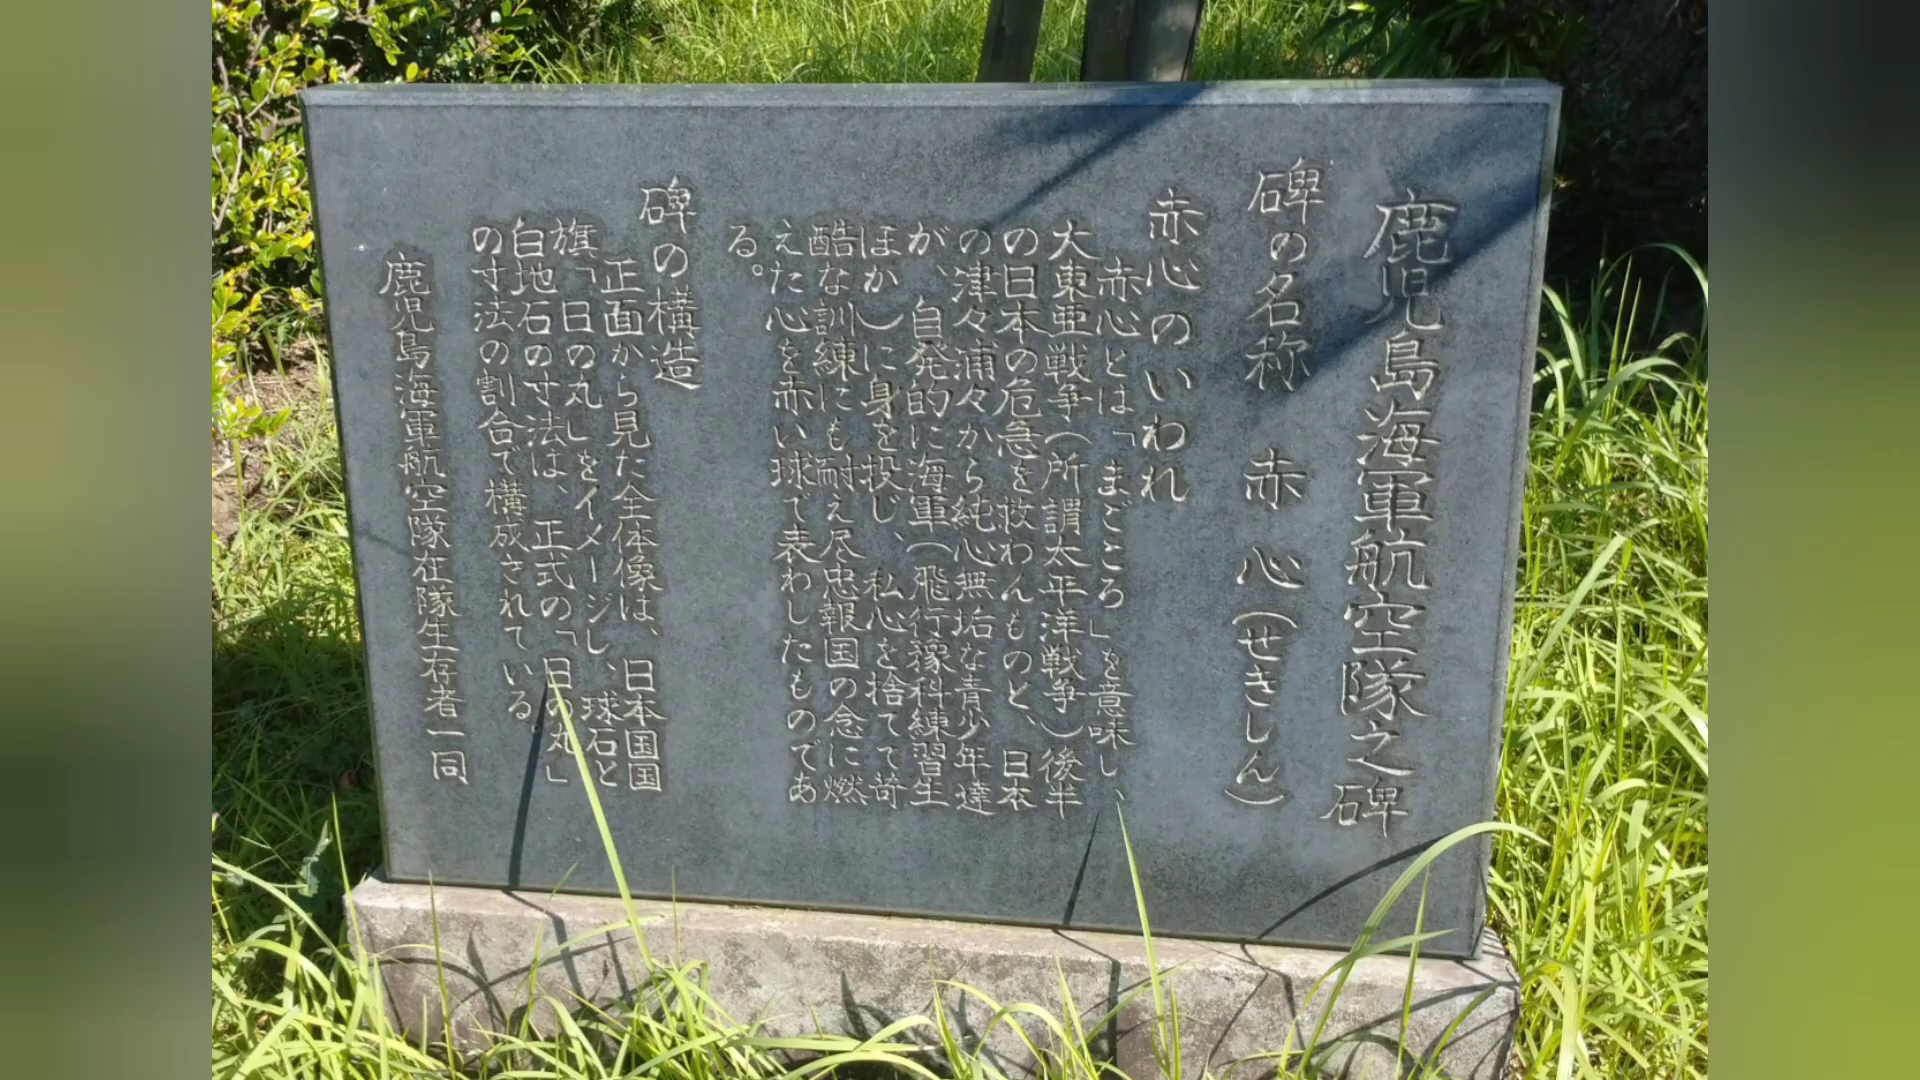 鹿児島海軍航空隊之碑
碑の名称 赤心(せきしん)
赤心のいわれ
赤心とは「まごころ」を意味し、
大東亜戦争(所謂太平洋戦争)後半
の日本の危急を救わんものと、日本
の津々浦々から純心無垢な青少年達
が、自発的に海軍(飛行稼科練習生
ほか)に身を投じ、私心を捨てて苛
酷な訓練にも耐え尽忠報国の念に燃
えた心を赤い球で表わしたものであ
る。
碑の構造
正面から見た全体像は、日本国国
旗「日の丸」をイメージし、球石と
白地石の寸法は、正式の「日の丸」
の寸法の割合で構成されている。
鹿児島海軍航空隊在隊生存者一同